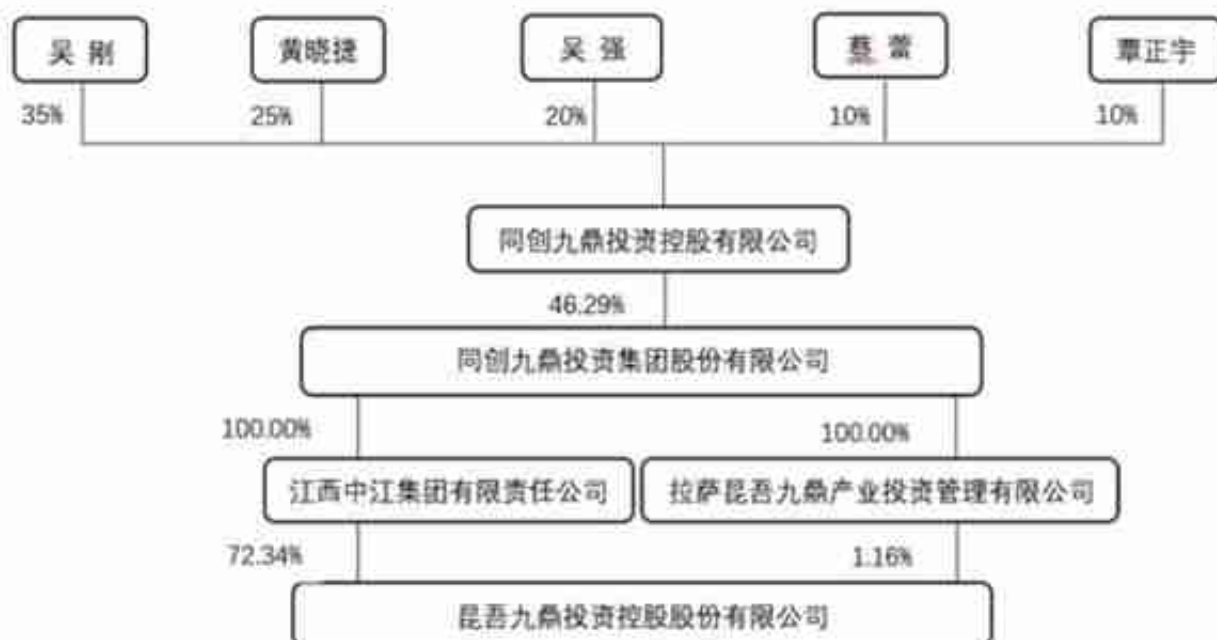 吴 刚
黄晓捷
吴 强
蔡 蕾
覃正宇
35%
25%
20%
10%
10%
同创九鼎投资控股有限公司
46.29%
同创九鼎投资集团股份有限公司
100.00%
100.00%
江西中江集团有限责任公司
拉萨昆吾九鼎产业投资管理有限公司
72.34%
1.16%
昆吾九鼎投资控股股份有限公司